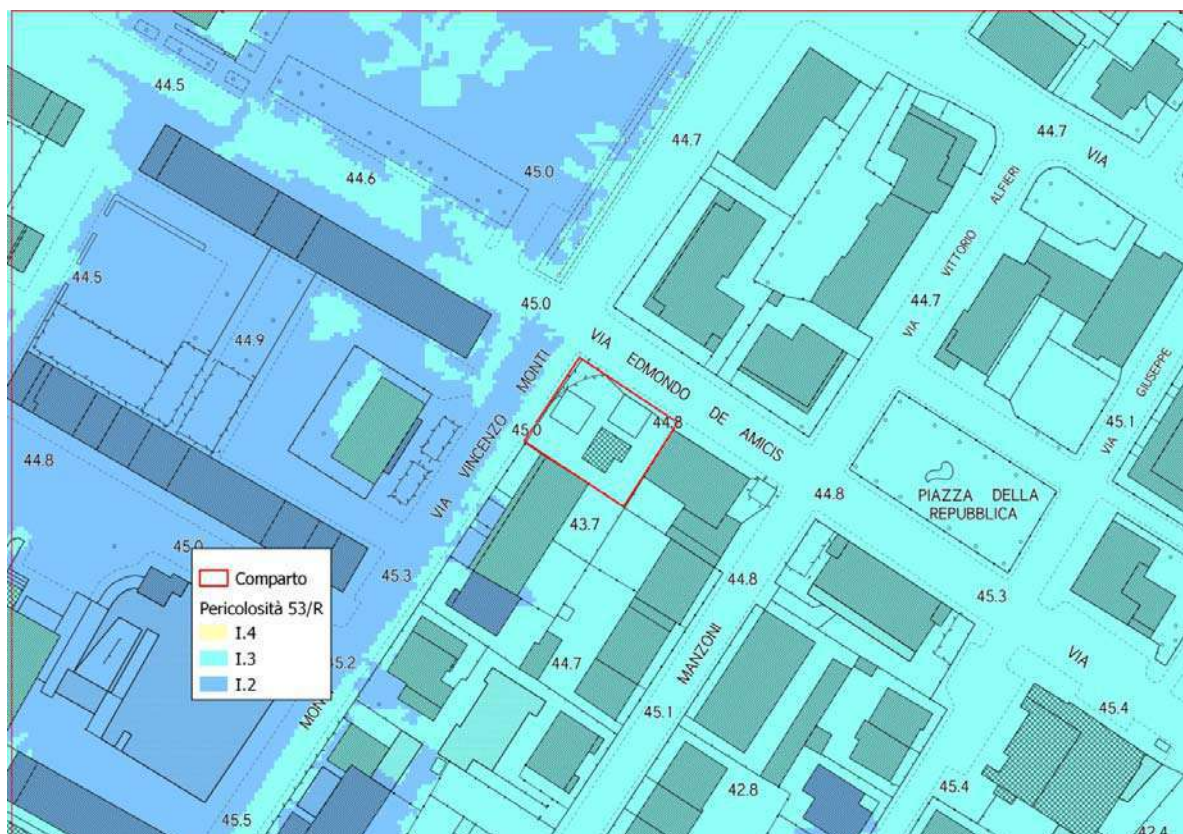 44.5
44.7
44.7
VIA
45.0
44.6
ALFIERI
VITTORIO
44.5
45.0
44.7
VIA
44.9
VIA EDMONDO DE AMICIS
MONTI
VINCENZO
VIA
45.0
44.8
GIUSEPPE
VIA
45.1
44.8
44.8
PIAZZA DELLA
REPUBBLICA
43.7
45.0
45.3
44.8
45.3
Comparto
Pericolosità 53/R
I.4
I.3
I.2
VIA
44.7
MANZONI
45.2
45.1
45.4
42.8
45.4
45.5
42.4